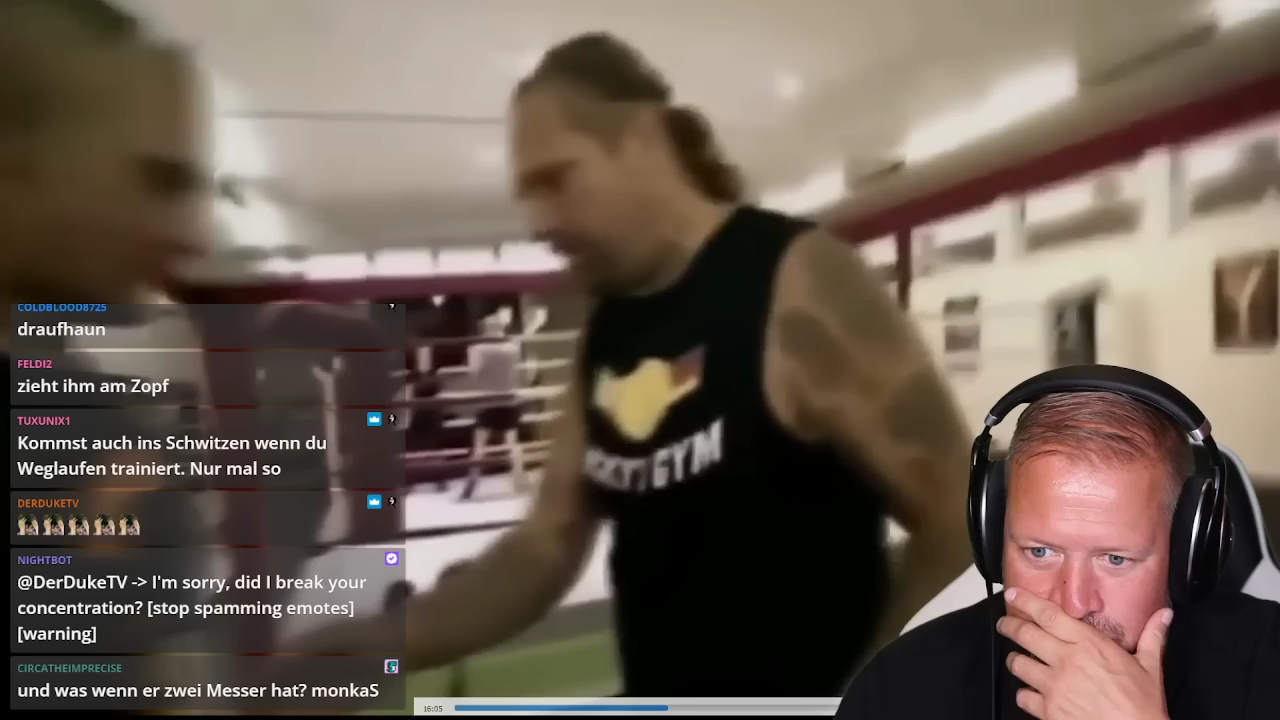 COLDBLOOD8725
draufhaun
FELDI2
zieht ihm am Zopf
TUXUNIX1
Kommst auch ins Schwitzen wenn du
Weglaufen trainiert. Nur mal so
DERDUKETV
NIGHTBOT
@DerDukeTV -> I'm sorry, did I break your
concentration? [stop spamming emotes]
[warning]
CIRCATHEIMPRECISE
und was wenn er zwei Messer hat? monkaS
GYM
16:05